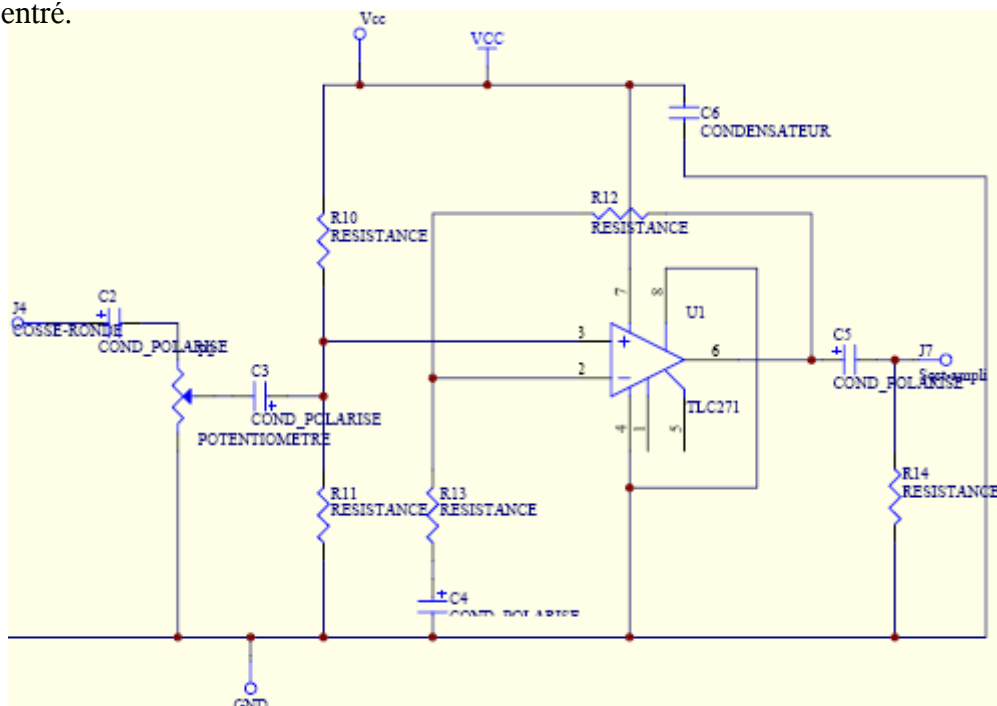 entré.
Vcc
VCC
C6
CONDENSATEUR
R12
RESISTANCE
R10
RESISTANCE
7
8
U1
J4
COSSE-RONDE
C2
COND_POLARISE
3
2
6
C5
COND_POLARISE
J7
C3
COND_POLARISE
POTENTIOMETRE
TLC271
4
1
5
R11
RESISTANCE
R13
RESISTANCE
R14
RESISTANCE
C4
COND_POLARISE
GND